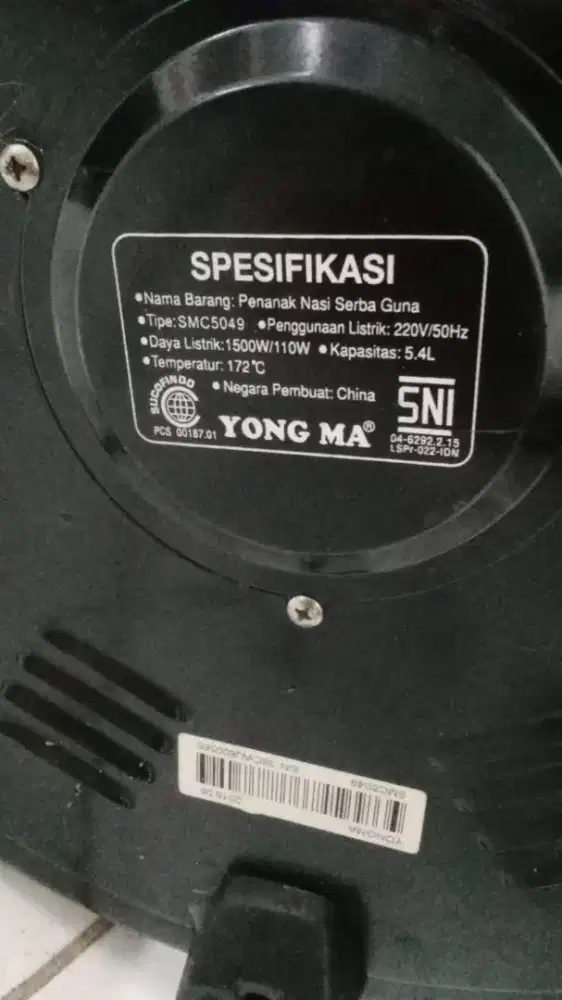 SPESIFIKASI
•Nama Barang: Penanak Nasi Serba Guna
•Tipe:SMC5049 •Penggunaan Listrik: 220V/50Hz
•Daya Listrik:1500W/110W •Kapasitas: 5.4L
•Temperatur: 172°C
•Negara Pembuat: China
SUCOFINDO
PCS 00187.01
YONG MA®
SNI
04-6292.2.15
LSPr-022-IDN
YONGMA
SMC5049